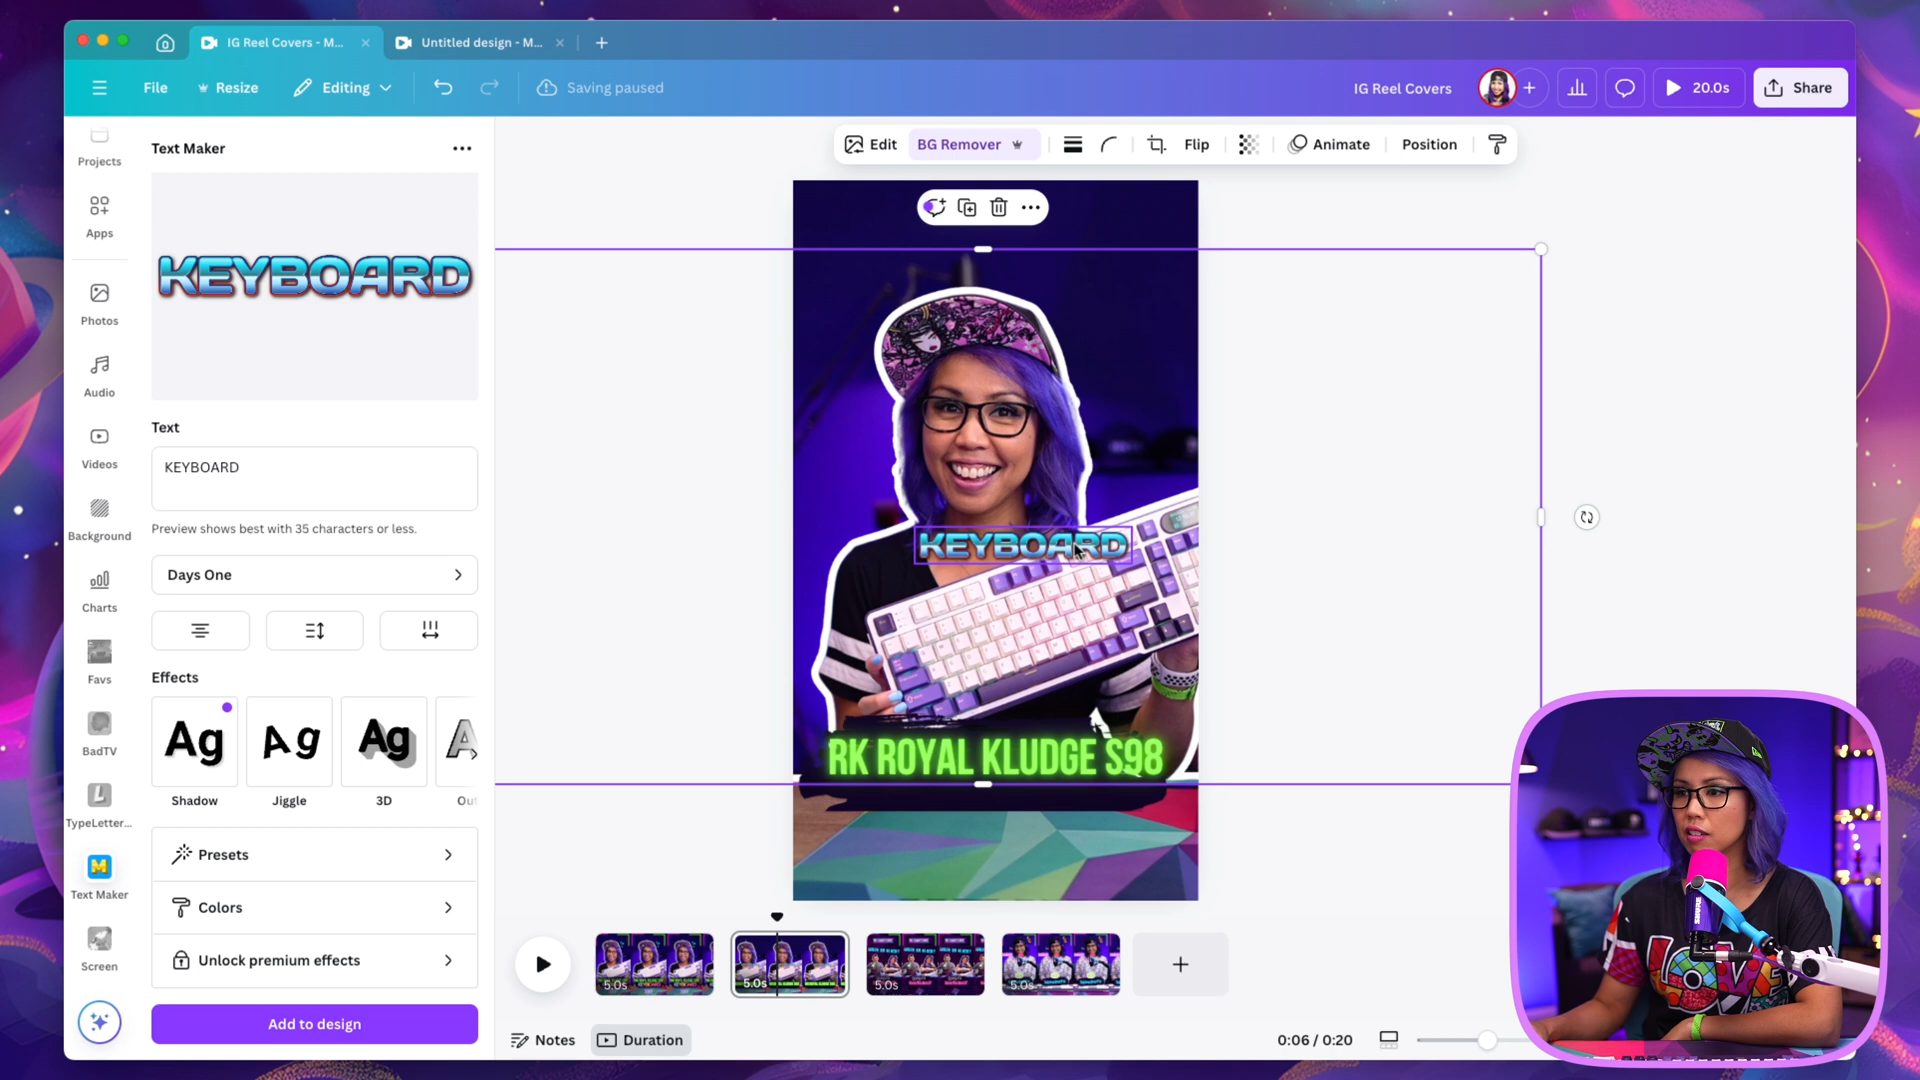 IG Reel Covers - M...
Untitled design - M...
File
Resize
Editing
Saving paused
IG Reel Covers
20.0s
Share
Projects
Apps
Photos
Audio
Videos
Background
Charts
Favs
BadTV
TypeLetter...
Text Maker
Screen
Text Maker
KEYBOARD
Text
KEYBOARD
Preview shows best with 35 characters or less.
Days One
Effects
Ag
Ag
Ag
A
Shadow
Jiggle
3D
Out
Presets
Colors
Unlock premium effects
Add to design
Edit
BG Remover
Flip
Animate
Position
KEYBOARD
RK ROYAL KLUDGE S98
5.0s
5.0s
5.0s
5.0s
Notes
Duration
0:06 / 0:20
SHURE
LOVE